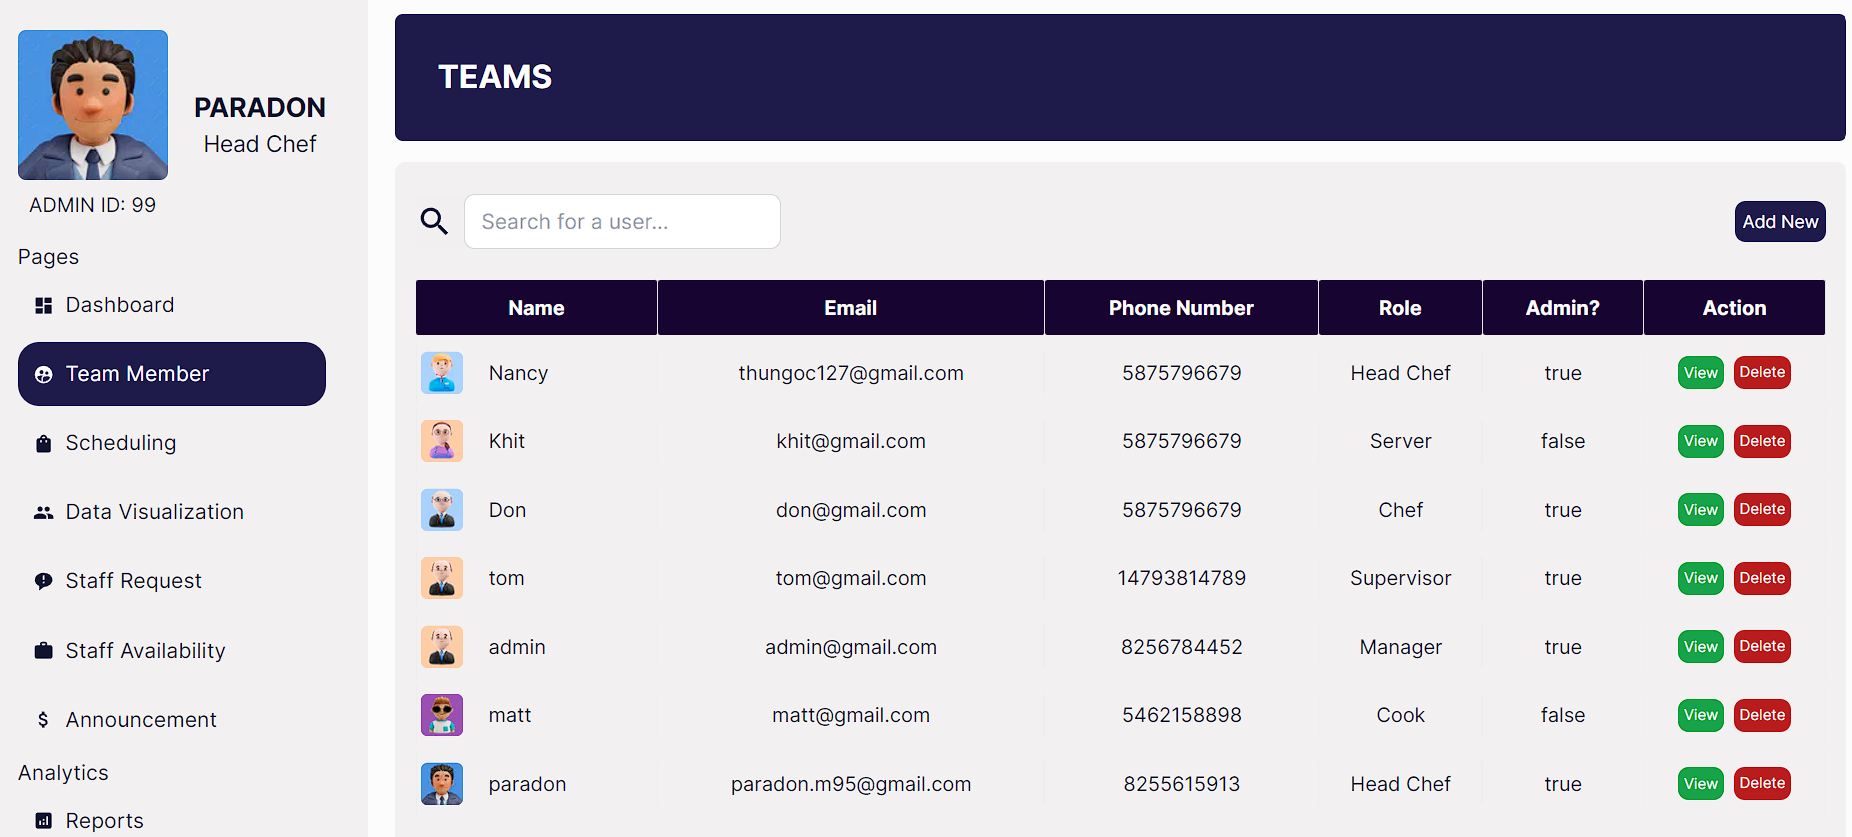 PARADON
Head Chef
ADMIN ID: 99
Pages
Dashboard
Team Member
Scheduling
Data Visualization
Staff Request
Staff Availability
Announcement
Analytics
Reports
TEAMS
Search for a user...
Add New
Name Email Phone Number Role Admin? Action
Nancy thungoc127@gmail.com 5875796679 Head Chef true View Delete
Khit khit@gmail.com 5875796679 Server false View Delete
Don don@gmail.com 5875796679 Chef true View Delete
tom tom@gmail.com 14793814789 Supervisor true View Delete
admin admin@gmail.com 8256784452 Manager true View Delete
matt matt@gmail.com 5462158898 Cook false View Delete
paradon paradon.m95@gmail.com 8255615913 Head Chef true View Delete